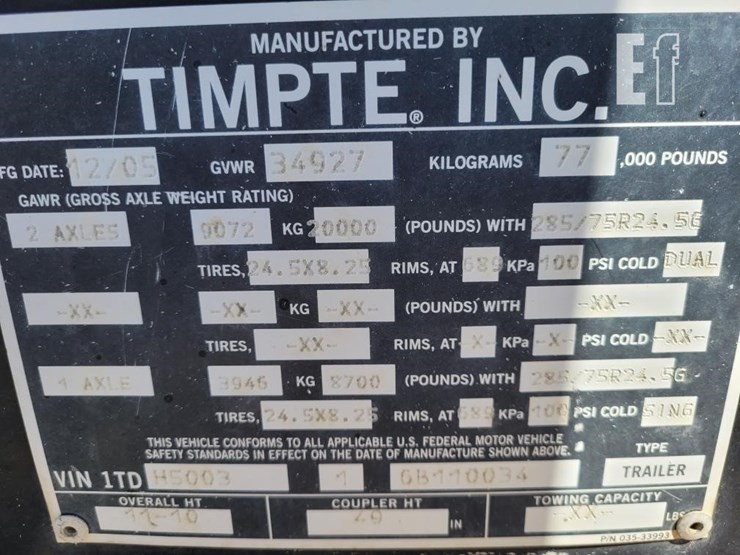 MANUFACTURED BY
TIMPTE® INC. Ef
FG DATE: 12/05 GVWR 34927 KILOGRAMS 77 ,000 POUNDS
GAWR (GROSS AXLE WEIGHT RATING)
2 AXLES 9072 KG 20000 (POUNDS) WITH 285/75R24.5G
TIRES, 24.5X8.25 RIMS, AT 689 KPa 100 PSI COLD DUAL
-XX- -XX- KG -XX- (POUNDS) WITH -XX-
TIRES, -XX- RIMS, AT -X- KPa -X- PSI COLD -XX-
1 AXLE 3946 KG 8700 (POUNDS) WITH 285/75R24.5G
TIRES, 24.5X8.25 RIMS, AT 689 KPa 100 PSI COLD SING
THIS VEHICLE CONFORMS TO ALL APPLICABLE U.S. FEDERAL MOTOR VEHICLE
SAFETY STANDARDS IN EFFECT ON THE DATE OF MANUFACTURE SHOWN ABOVE. TYPE
VIN 1TD H5003 1 6B110034 TRAILER
OVERALL HT COUPLER HT TOWING CAPACITY
11-10 49 IN -XX- LBS
P/N 035-33993